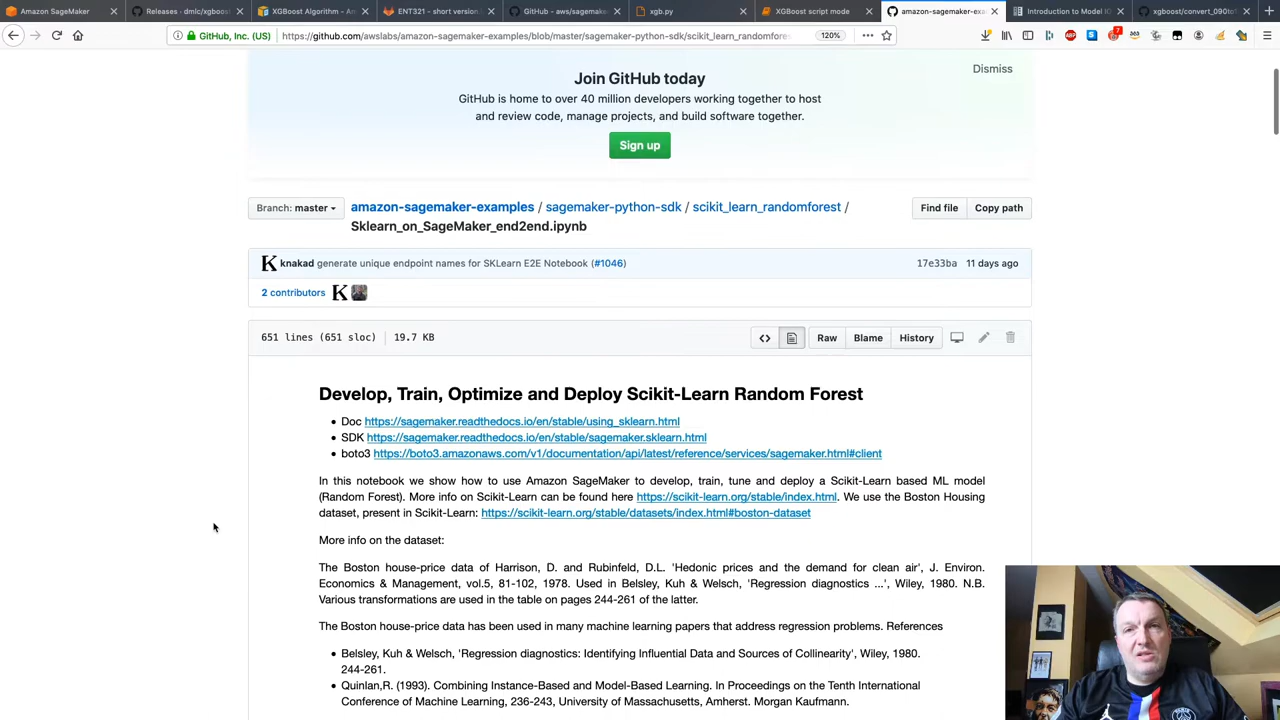 Amazon SageMaker
Releases · dmlc/xgboost
XGBoost Algorithm - Am
ENT321 - short version
GitHub - aws/sagemake
xgb.py
XGBoost script mode
amazon-sagemaker-exa
Introduction to Model IO
xgboost/convert_090to
GitHub, Inc. (US)
https://github.com/awslabs/amazon-sagemaker-examples/blob/master/sagemaker-python-sdk/scikit_learn_randomfores
120%
Join GitHub today
Dismiss
GitHub is home to over 40 million developers working together to host
and review code, manage projects, and build software together.
Sign up
Branch: master
amazon-sagemaker-examples / sagemaker-python-sdk / scikit_learn_randomforest /
Find file
Copy path
Sklearn_on_SageMaker_end2end.ipynb
knakad generate unique endpoint names for SKLearn E2E Notebook (#1046)
17e33ba 11 days ago
2 contributors
651 lines (651 sloc) 19.7 KB
Raw
Blame
History
Develop, Train, Optimize and Deploy Scikit-Learn Random Forest
• Doc https://sagemaker.readthedocs.io/en/stable/using_sklearn.html
• SDK https://sagemaker.readthedocs.io/en/stable/sagemaker.sklearn.html
• boto3 https://boto3.amazonaws.com/v1/documentation/api/latest/reference/services/sagemaker.html#client
In this notebook we show how to use Amazon SageMaker to develop, train, tune and deploy a Scikit-Learn based ML model
(Random Forest). More info on Scikit-Learn can be found here https://scikit-learn.org/stable/index.html. We use the Boston Housing
dataset, present in Scikit-Learn: https://scikit-learn.org/stable/datasets/index.html#boston-dataset
More info on the dataset:
The Boston house-price data of Harrison, D. and Rubinfeld, D.L. 'Hedonic prices and the demand for clean air', J. Environ.
Economics & Management, vol.5, 81-102, 1978. Used in Belsley, Kuh & Welsch, 'Regression diagnostics ...', Wiley, 1980. N.B.
Various transformations are used in the table on pages 244-261 of the latter.
The Boston house-price data has been used in many machine learning papers that address regression problems. References
• Belsley, Kuh & Welsch, 'Regression diagnostics: Identifying Influential Data and Sources of Collinearity', Wiley, 1980.
244-261.
• Quinlan,R. (1993). Combining Instance-Based and Model-Based Learning. In Proceedings on the Tenth International
Conference of Machine Learning, 236-243, University of Massachusetts, Amherst. Morgan Kaufmann.